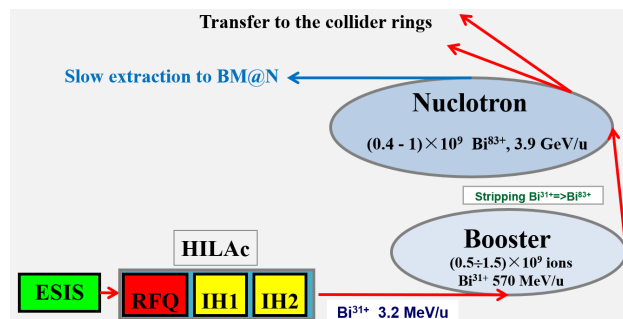 Transfer to the collider rings
Slow extraction to BM@N
Nuclotron
(0.4 - 1)×10⁹ Bi⁸³⁺, 3.9 GeV/u
Stripping Bi³¹⁺=>Bi⁸³⁺
HILAc
Booster
(0.5÷1.5)×10⁹ ions
Bi³¹⁺ 570 MeV/u
ESIS
RFQ
IH1
IH2
Bi³¹⁺ 3.2 MeV/u